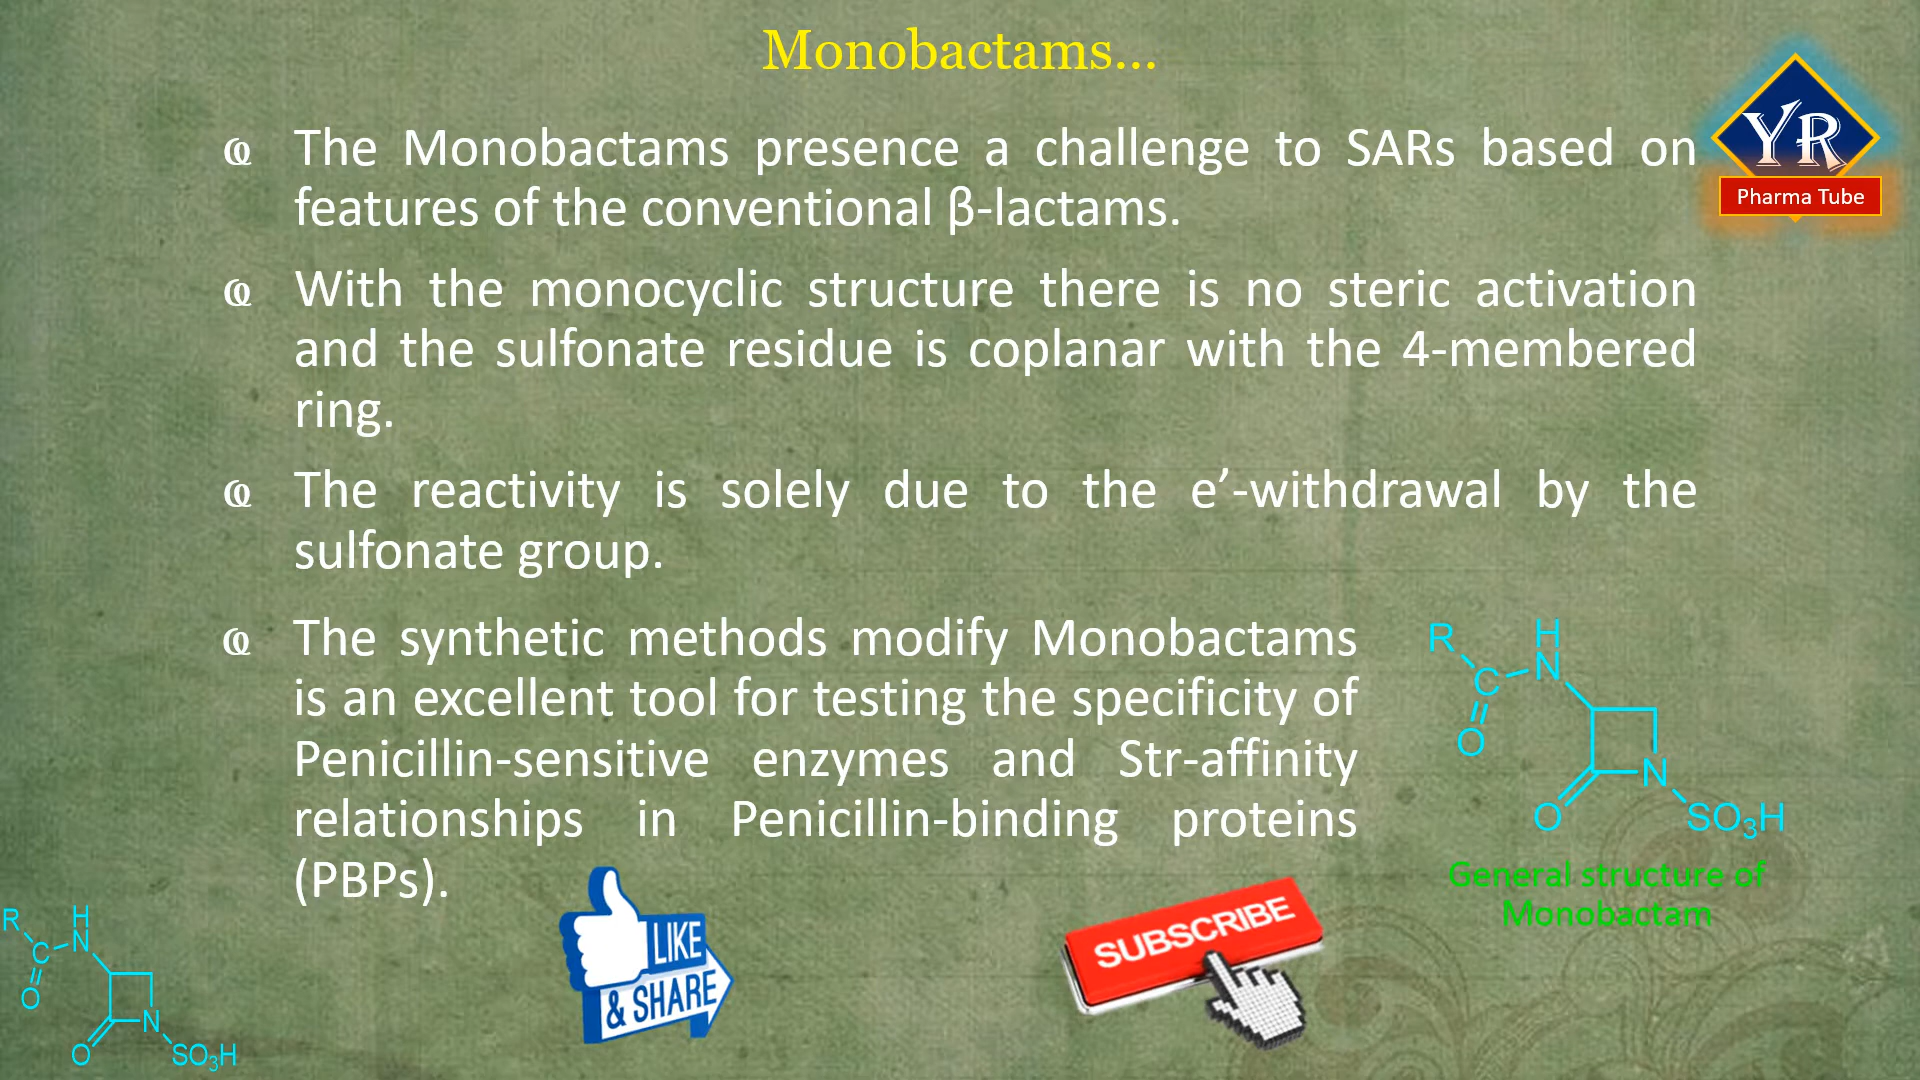 Monobactams...
YR
Pharma Tube
The Monobactams presence a challenge to SARs based on
features of the conventional β-lactams.
With the monocyclic structure there is no steric activation
and the sulfonate residue is coplanar with the 4-membered
ring.
The reactivity is solely due to the e’-withdrawal by the
sulfonate group.
The synthetic methods modify Monobactams
is an excellent tool for testing the specificity of
Penicillin-sensitive enzymes and Str-affinity
relationships in Penicillin-binding proteins
(PBPs).
R
H
N
C
O
N
O
SO₃H
General structure of
Monobactam
LIKE
& SHARE
SUBSCRIBE
R
H
N
C
O
N
O
SO₃H